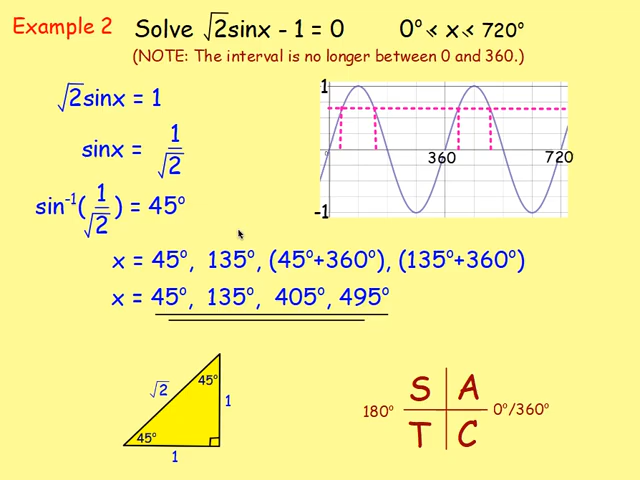 Example 2
Solve √2sinx - 1 = 0 0° < x < 720°
(NOTE: The interval is no longer between 0 and 360.)
√2sinx = 1
sinx = 1/√2
sin⁻¹(1/√2) = 45°
1
0
360
720
-1
x = 45°, 135°, (45°+360°), (135°+360°)
x = 45°, 135°, 405°, 495°
√2
45°
1
45°
1
S A
180° 0°/360°
T C